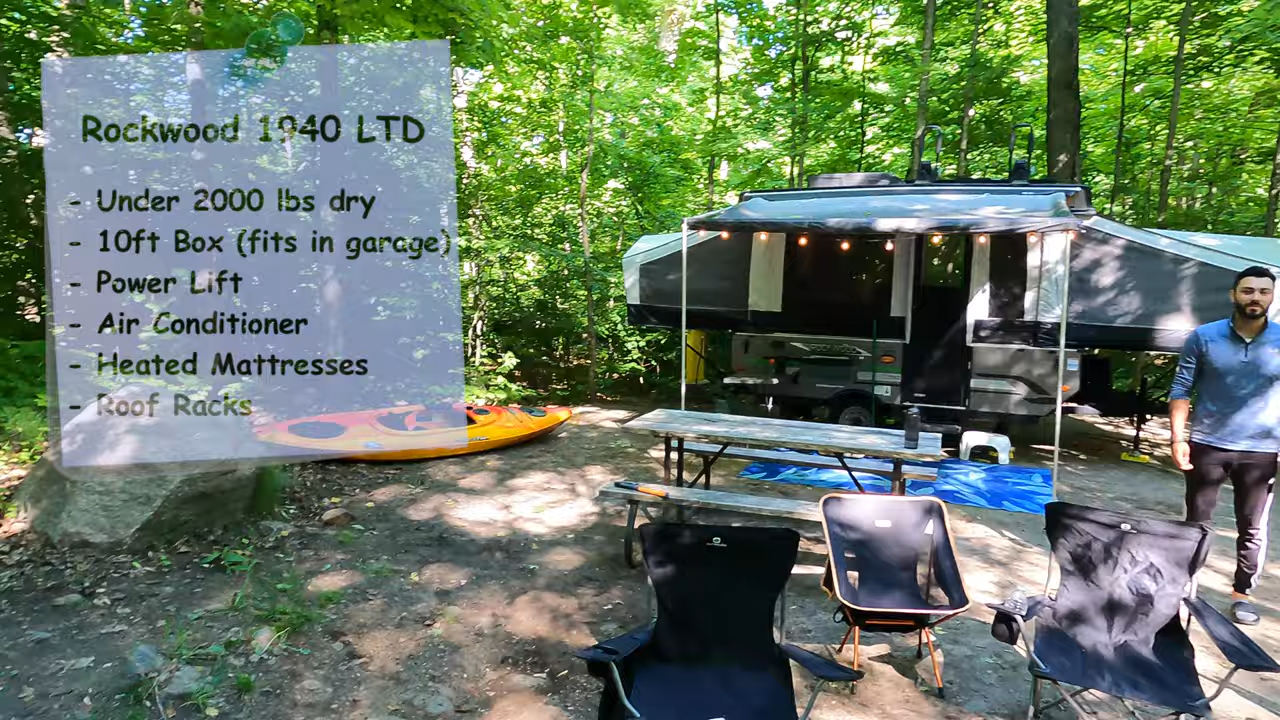 Rockwood 1940 LTD
- Under 2000 lbs dry
- 10ft Box (fits in garage)
- Power Lift
- Air Conditioner
- Heated Mattresses
- Roof Racks